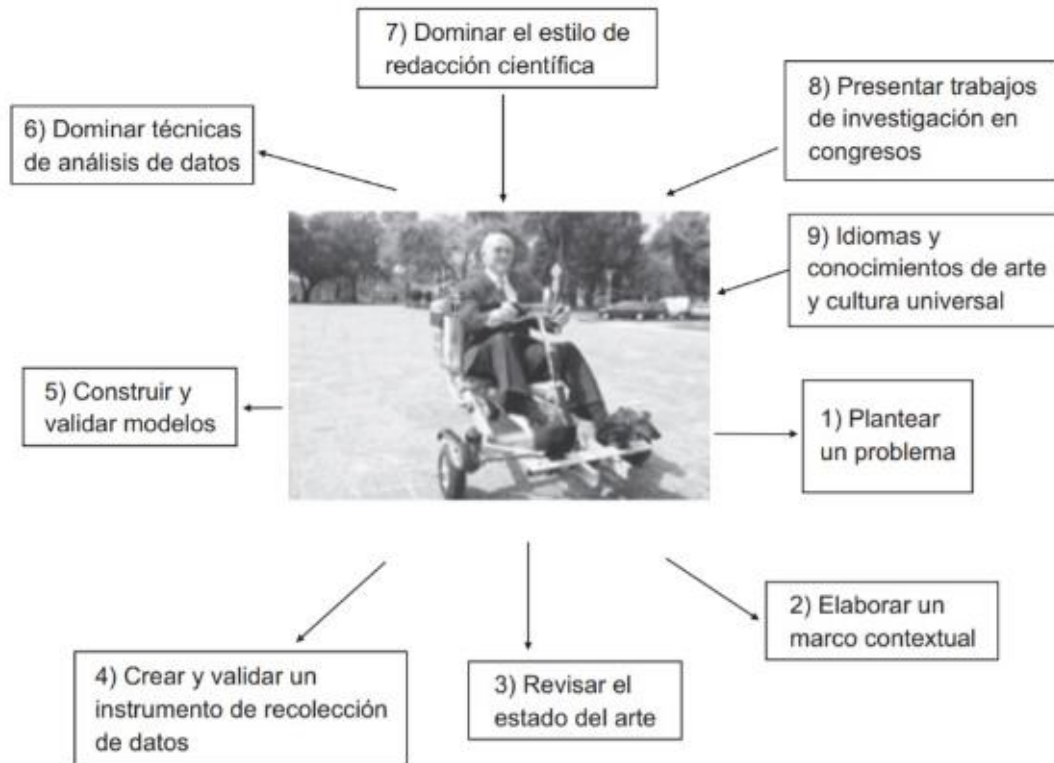 7) Dominar el estilo de
redacción científica
8) Presentar trabajos
de investigación en
congresos
6) Dominar técnicas
de análisis de datos
9) Idiomas y
conocimientos de arte
y cultura universal
5) Construir y
validar modelos
1) Plantear
un problema
2) Elaborar un
marco contextual
3) Revisar el
estado del arte
4) Crear y validar un
instrumento de recolección
de datos